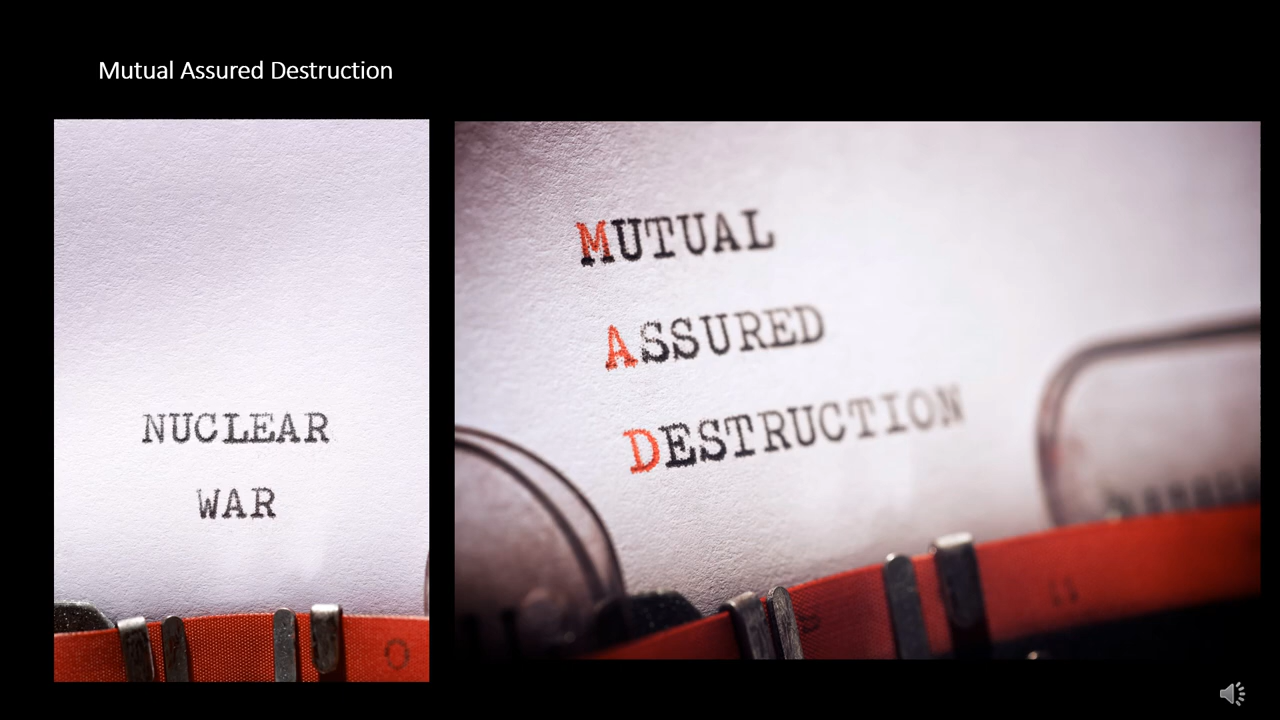 Mutual Assured Destruction
NUCLEAR
WAR
MUTUAL
ASSURED
DESTRUCTION